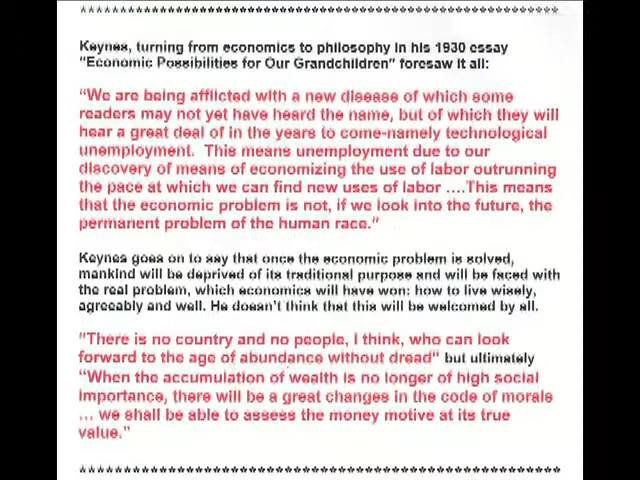 ************************************************************
Keynes, turning from economics to philosophy in his 1930 essay
"Economic Possibilities for Our Grandchildren" foresaw it all:
"We are being afflicted with a new disease of which some
readers may not yet have heard the name, but of which they will
hear a great deal of in the years to come-namely technological
unemployment. This means unemployment due to our
discovery of means of economizing the use of labor outrunning
the pace at which we can find new uses of labor ....This means
that the economic problem is not, if we look into the future, the
permanent problem of the human race."
Keynes goes on to say that once the economic problem is solved,
mankind will be deprived of its traditional purpose and will be faced with
the real problem, which economics will have won: how to live wisely,
agreeably and well. He doesn't think that this will be welcomed by all.
"There is no country and no people, I think, who can look
forward to the age of abundance without dread" but ultimately
"When the accumulation of wealth is no longer of high social
importance, there will be a great changes in the code of morals
... we shall be able to assess the money motive at its true
value."
************************************************************